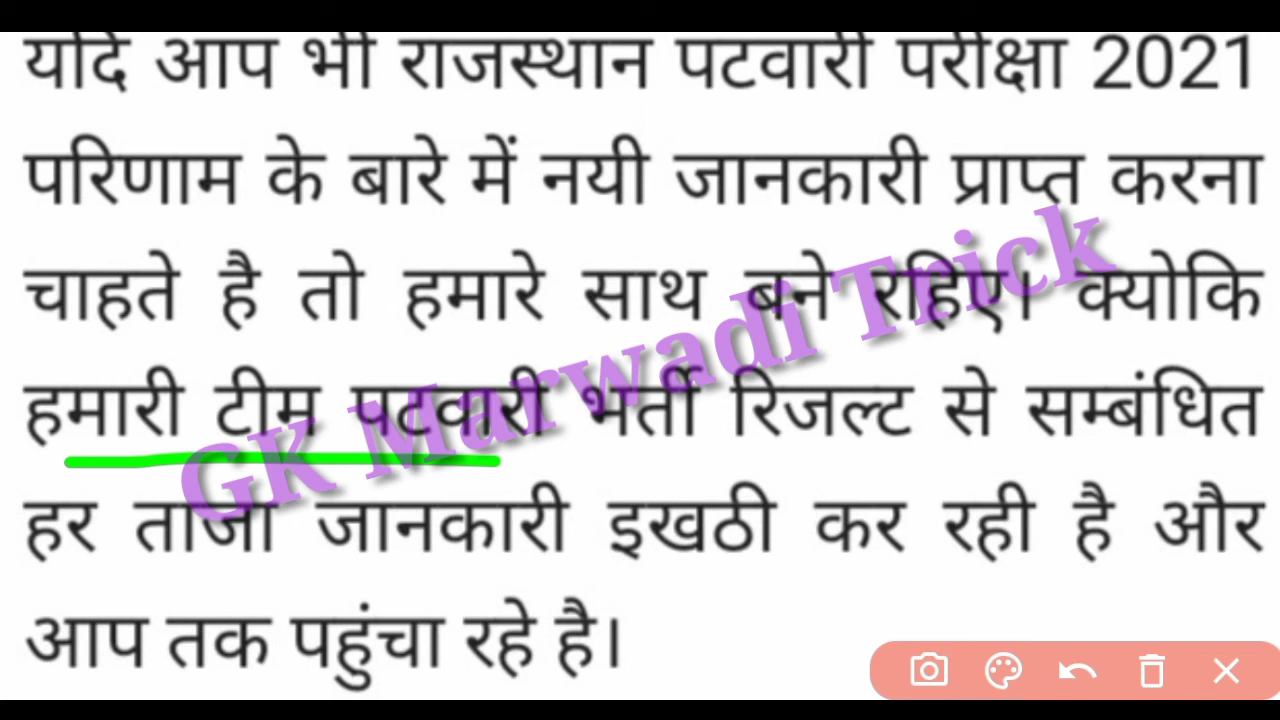 यदि आप भी राजस्थान पटवारी परीक्षा 2021
परिणाम के बारे में नयी जानकारी प्राप्त करना
चाहते है तो हमारे साथ बने रहिए। क्योकि
हमारी टीम पटवारी भर्ती रिजल्ट से सम्बंधित
हर ताजा जानकारी इखठी कर रही है और
आप तक पहुंचा रहे है।
GK Marwadi Trick